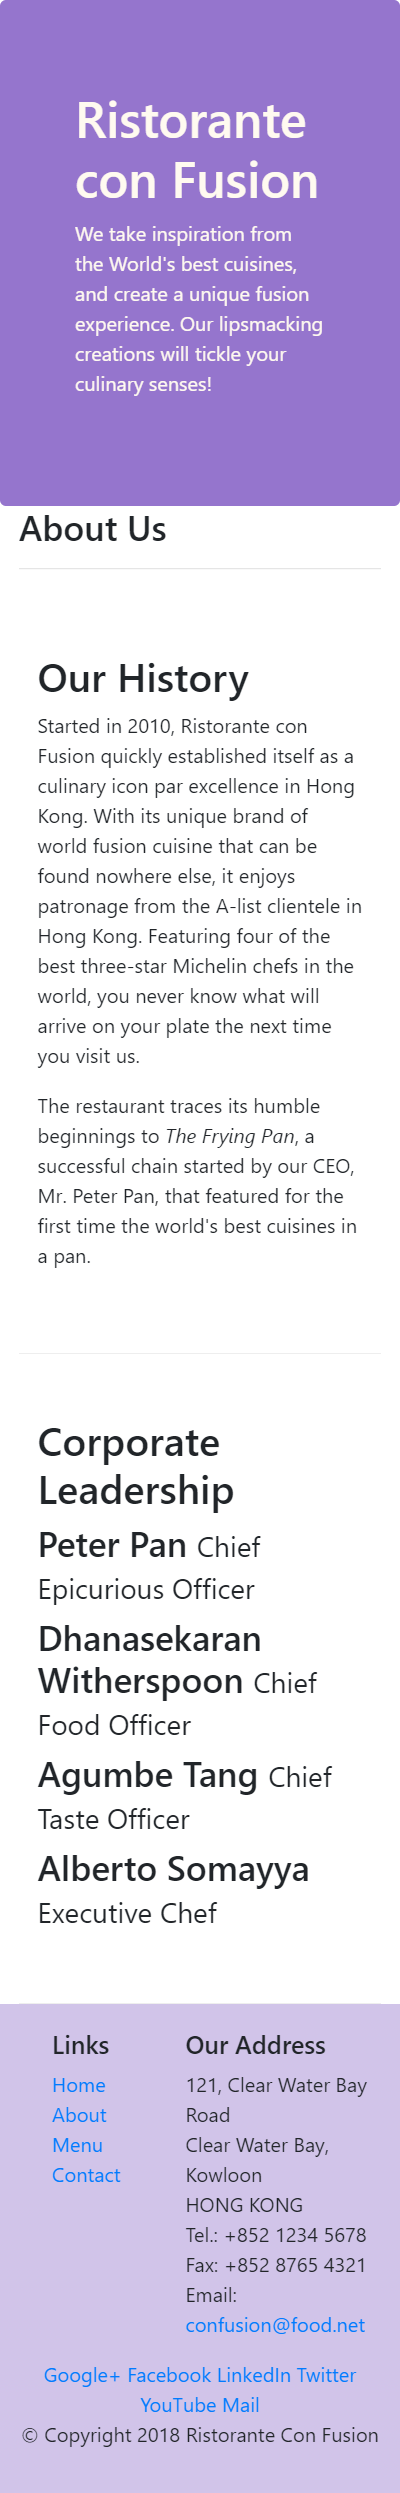 Ristorante
con Fusion
We take inspiration from
the World's best cuisines,
and create a unique fusion
experience. Our lipsmacking
creations will tickle your
culinary senses!
About Us
Our History
Started in 2010, Ristorante con
Fusion quickly established itself as a
culinary icon par excellence in Hong
Kong. With its unique brand of
world fusion cuisine that can be
found nowhere else, it enjoys
patronage from the A-list clientele in
Hong Kong. Featuring four of the
best three-star Michelin chefs in the
world, you never know what will
arrive on your plate the next time
you visit us.
The restaurant traces its humble
beginnings to The Frying Pan, a
successful chain started by our CEO,
Mr. Peter Pan, that featured for the
first time the world's best cuisines in
a pan.
Corporate
Leadership
Peter Pan Chief
Epicurious Officer
Dhanasekaran
Witherspoon Chief
Food Officer
Agumbe Tang Chief
Taste Officer
Alberto Somayya
Executive Chef
Links
Home
About
Menu
Contact
Our Address
121, Clear Water Bay
Road
Clear Water Bay,
Kowloon
HONG KONG
Tel.: +852 1234 5678
Fax: +852 8765 4321
Email:
confusion@food.net
Google+ Facebook LinkedIn Twitter
YouTube Mail
© Copyright 2018 Ristorante Con Fusion